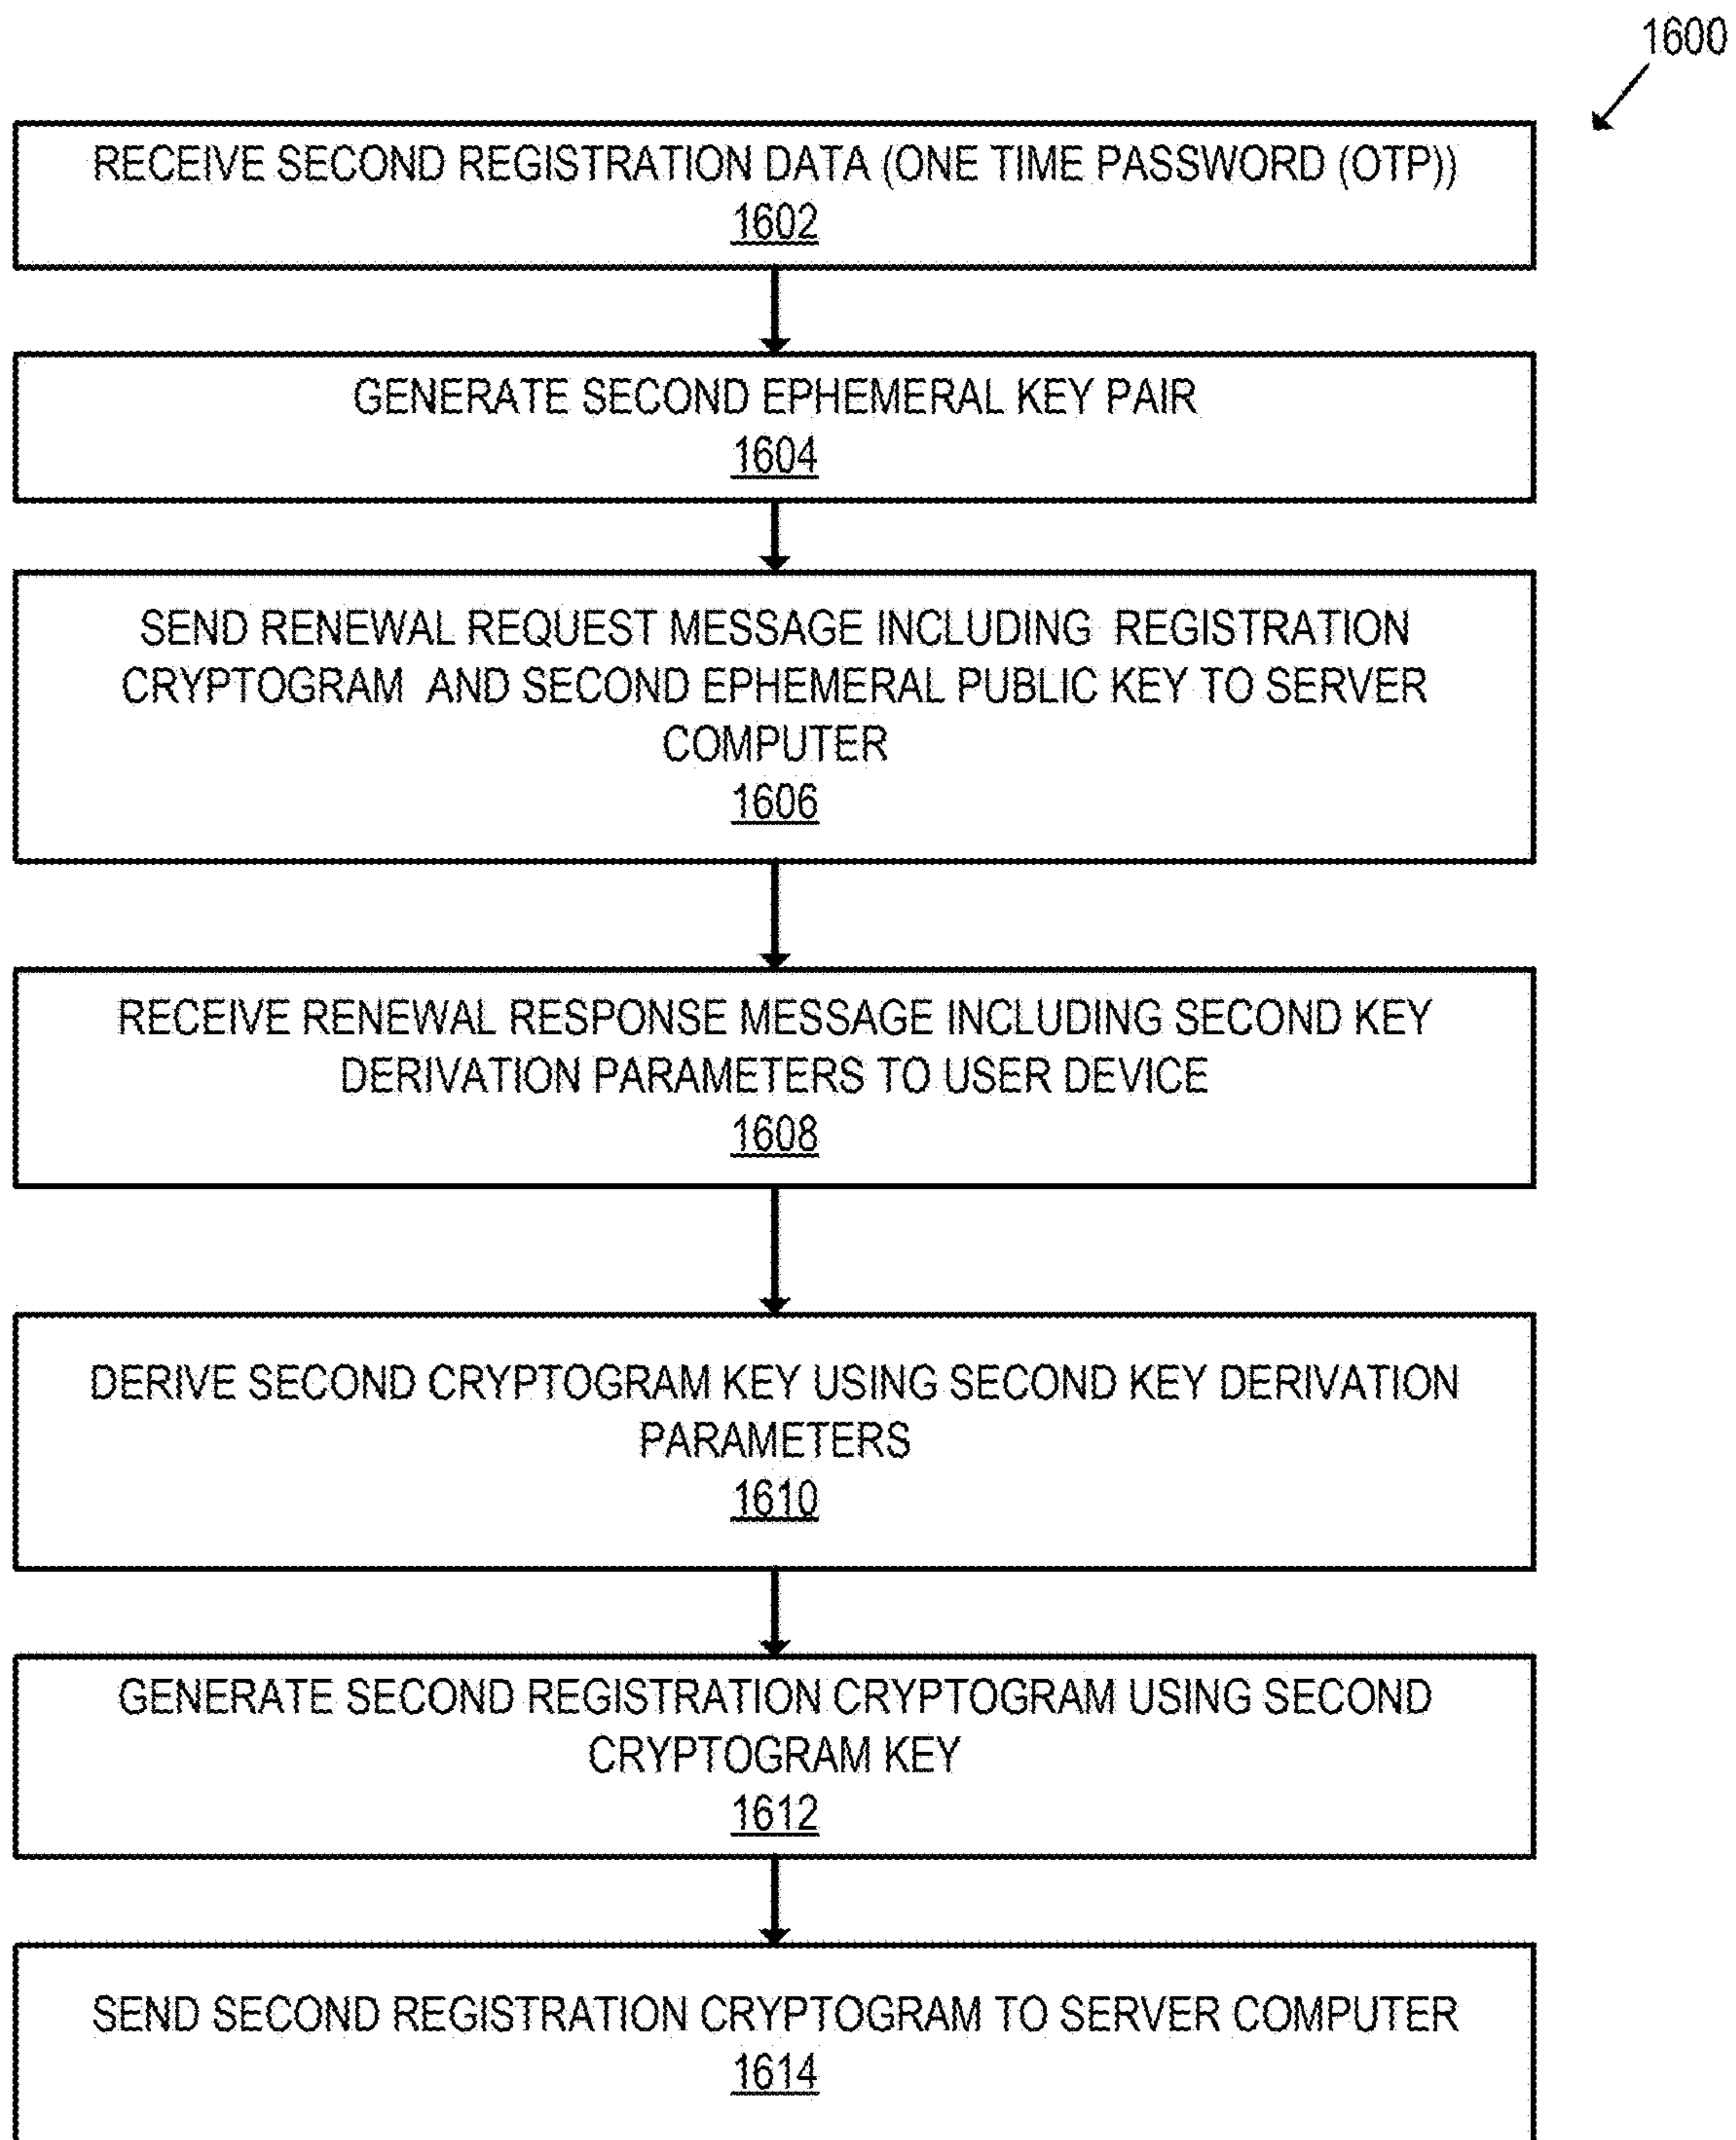 1600
RECEIVE SECOND REGISTRATION DATA (ONE TIME PASSWORD (OTP))
1602
GENERATE SECOND EPHEMERAL KEY PAIR
1604
SEND RENEWAL REQUEST MESSAGE INCLUDING REGISTRATION
CRYPTOGRAM AND SECOND EPHEMERAL PUBLIC KEY TO SERVER
COMPUTER
1606
RECEIVE RENEWAL RESPONSE MESSAGE INCLUDING SECOND KEY
DERIVATION PARAMETERS TO USER DEVICE
1608
DERIVE SECOND CRYPTOGRAM KEY USING SECOND KEY DERIVATION
PARAMETERS
1610
GENERATE SECOND REGISTRATION CRYPTOGRAM USING SECOND
CRYPTOGRAM KEY
1612
SEND SECOND REGISTRATION CRYPTOGRAM TO SERVER COMPUTER
1614